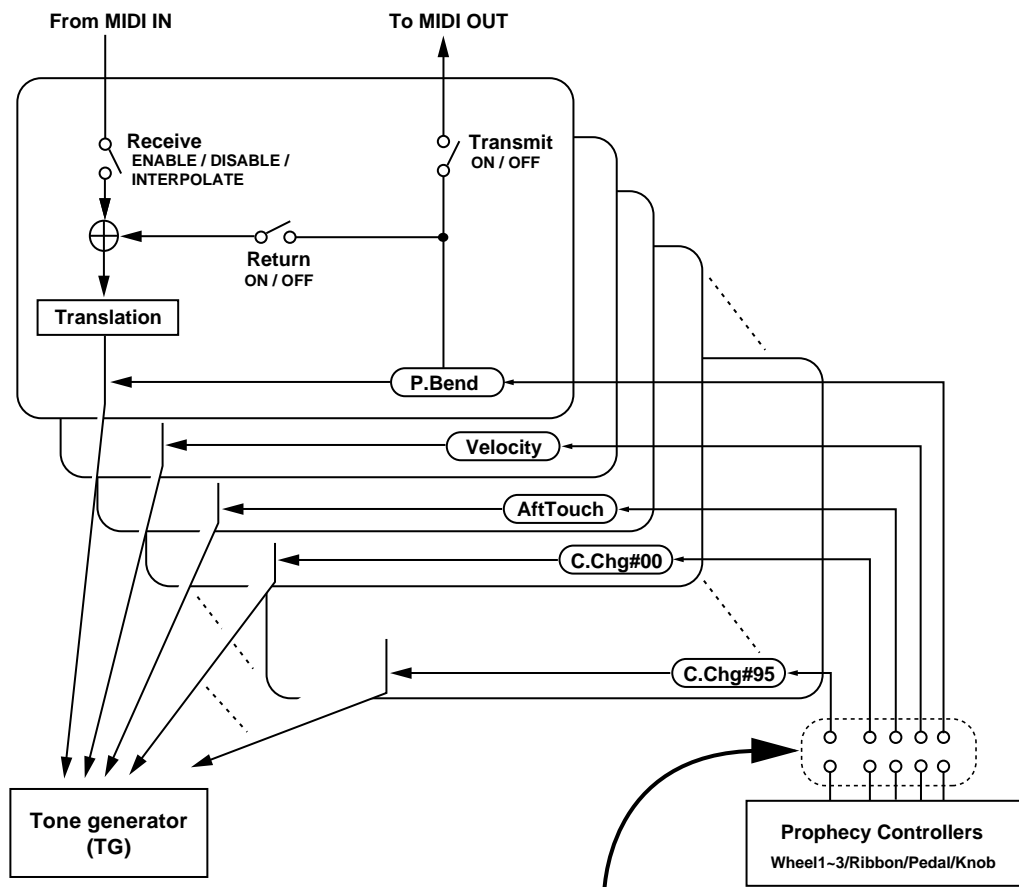 From MIDI IN
To MIDI OUT
Receive
ENABLE / DISABLE /
INTERPOLATE
Transmit
ON / OFF
Return
ON / OFF
Translation
P.Bend
Velocity
AftTouch
C.Chg#00
C.Chg#95
Tone generator
(TG)
Prophecy Controllers
Wheel1~3/Ribbon/Pedal/Knob